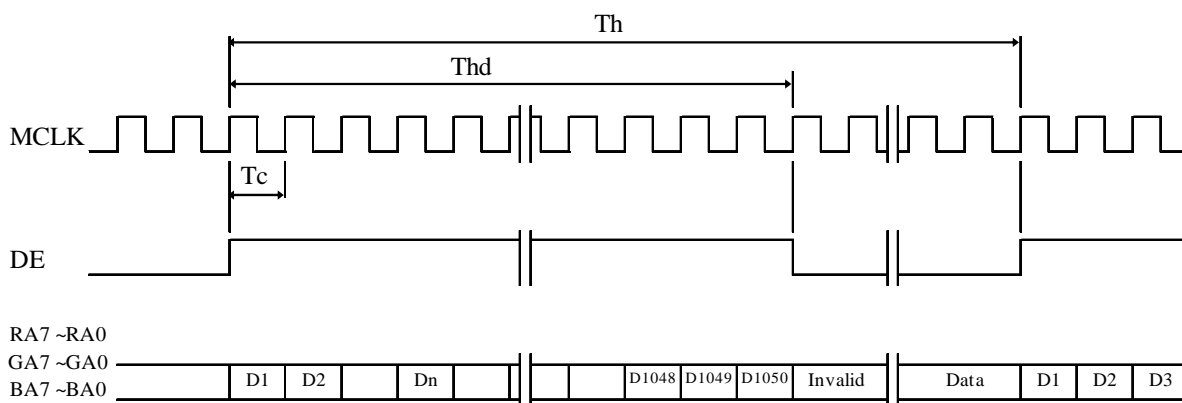 Th
Thd
MCLK
Tc
DE
RA7 ~RA0
GA7 ~GA0
BA7 ~BA0
D1 D2 Dn D1048 D1049 D1050 Invalid Data D1 D2 D3